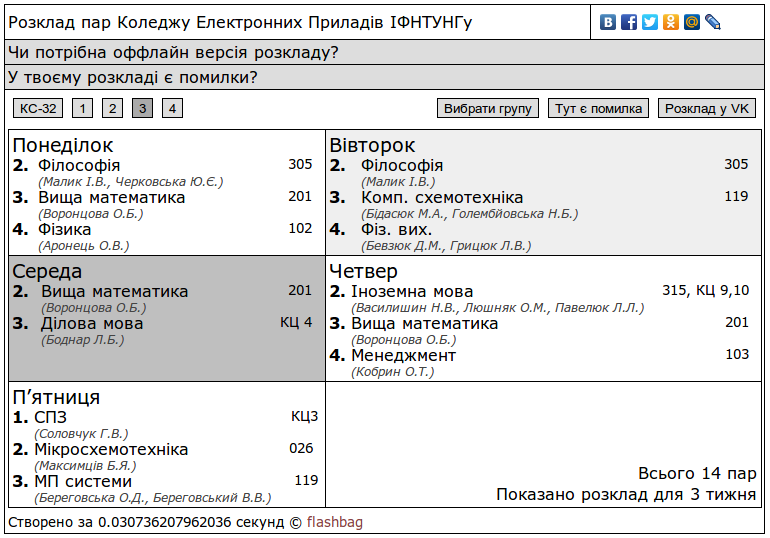 Розклад пар Коледжу Електронних Приладів ІФНТУНГу
Чи потрібна оффлайн версія розкладу?
У твоєму розкладі є помилки?
КС-32 1 2 3 4 Вибрати групу Тут є помилка Розклад у VK
Понеділок
2. Філософія 305
(Малик І.В., Черковська Ю.Є.)
3. Вища математика 201
(Воронцова О.Б.)
4. Фізика 102
(Аронець О.В.)
Вівторок
2. Філософія 305
(Малик І.В.)
3. Комп. схемотехніка 119
(Бідасюк М.А., Голембйовська Н.Б.)
4. Фіз. вих.
(Бевзюк Д.М., Грицюк Л.В.)
Середа
2. Вища математика 201
(Воронцова О.Б.)
3. Ділова мова КЦ 4
(Боднар Л.Б.)
Четвер
2. Іноземна мова 315, КЦ 9,10
(Василишин Н.В., Люшняк О.М., Павелюк Л.Л.)
3. Вища математика 201
(Воронцова О.Б.)
4. Менеджмент 103
(Кобрин О.Т.)
П’ятниця
1. СПЗ КЦ3
(Соловчук Г.В.)
2. Мікросхемотехніка 026
(Максимців Б.Я.)
3. МП системи 119
(Береговська О.Д., Береговський В.В.)
Всього 14 пар
Показано розклад для 3 тижня
Створено за 0.030736207962036 секунд © flashbag